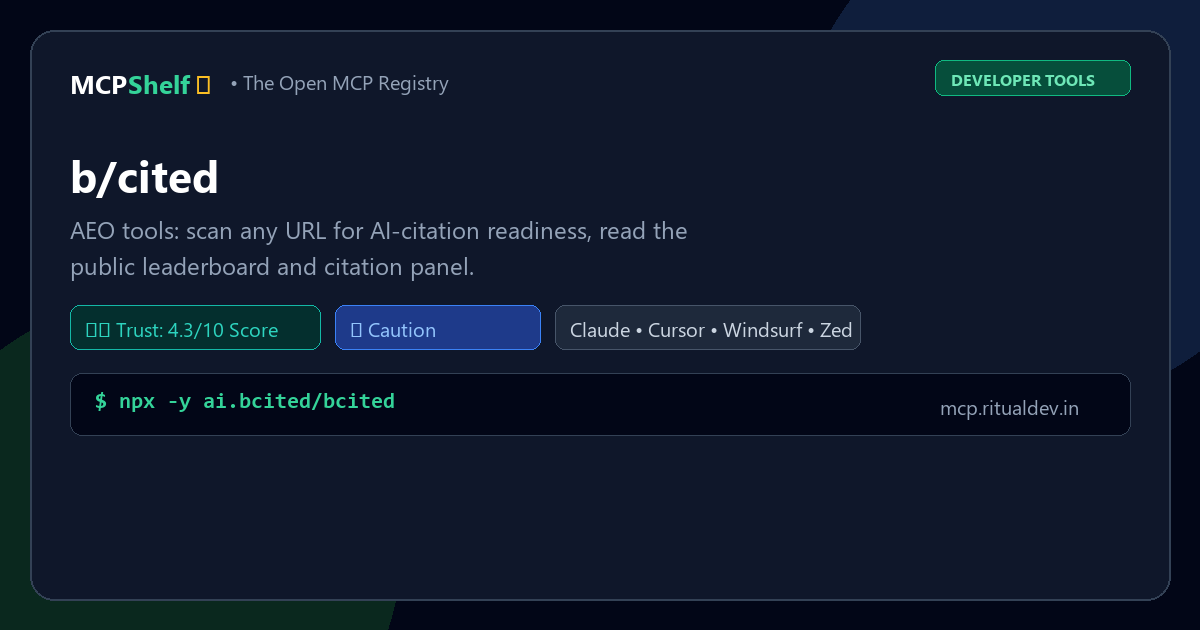 MCPShelf • The Open MCP Registry
DEVELOPER TOOLS
b/cited
AEO tools: scan any URL for AI-citation readiness, read the
public leaderboard and citation panel.
Trust: 4.3/10 Score
Caution
Claude • Cursor • Windsurf • Zed
$ npx -y ai.bcited/bcited
mcp.ritualdev.in